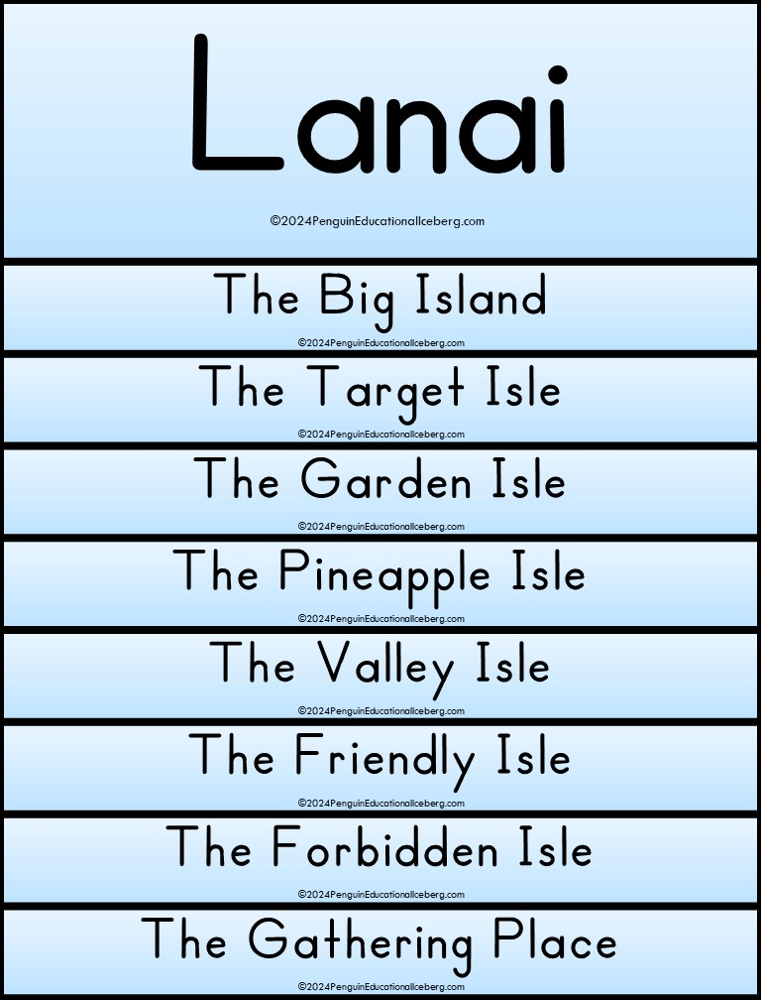 Lanai
©2024PenguinEducationalIceberg.com
The Big Island
©2024PenguinEducationalIceberg.com
The Target Isle
©2024PenguinEducationalIceberg.com
The Garden Isle
©2024PenguinEducationalIceberg.com
The Pineapple Isle
©2024PenguinEducationalIceberg.com
The Valley Isle
©2024PenguinEducationalIceberg.com
The Friendly Isle
©2024PenguinEducationalIceberg.com
The Forbidden Isle
©2024PenguinEducationalIceberg.com
The Gathering Place
©2024PenguinEducationalIceberg.com